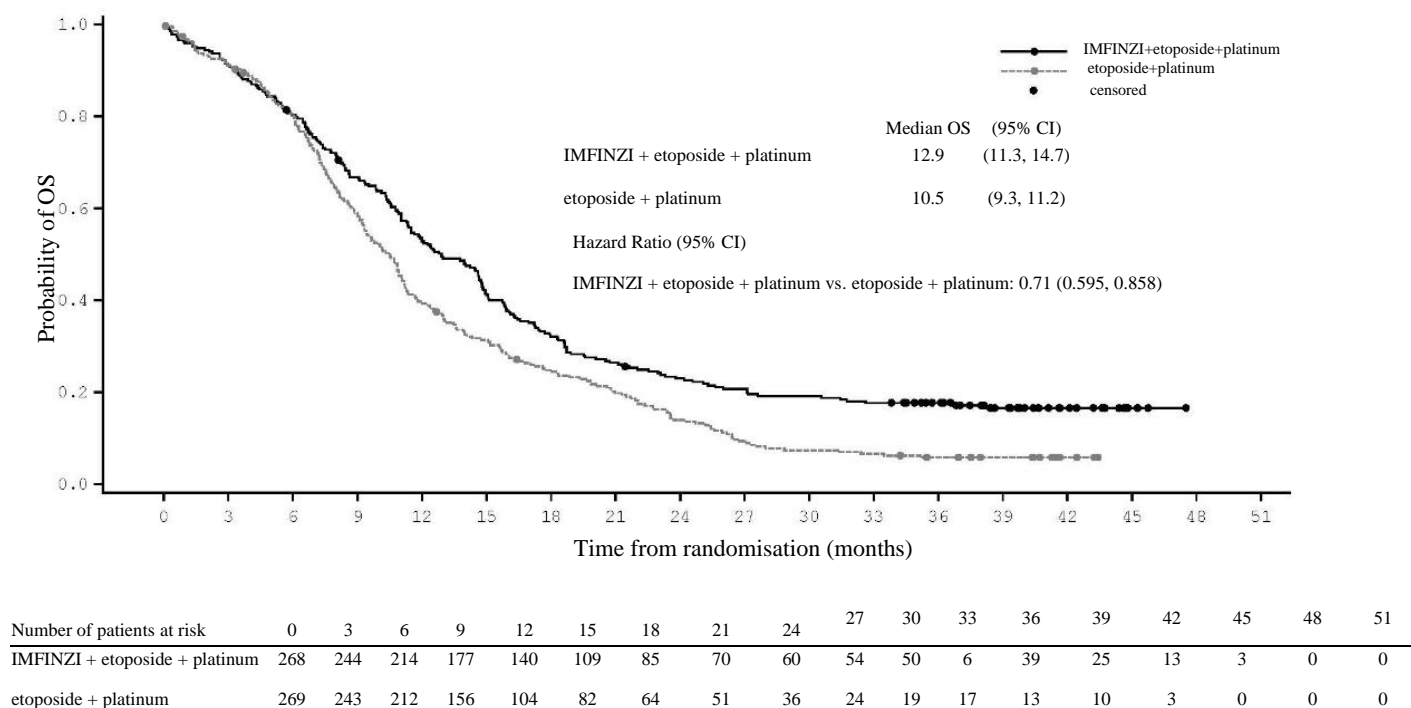 1.0
0.8
0.6
0.4
0.2
0.0
Probability of OS
IMFINZI+etoposide+platinum
etoposide+platinum
censored
Median OS (95% CI)
IMFINZI + etoposide + platinum 12.9 (11.3, 14.7)
etoposide + platinum 10.5 (9.3, 11.2)
Hazard Ratio (95% CI)
IMFINZI + etoposide + platinum vs. etoposide + platinum: 0.71 (0.595, 0.858)
0 3 6 9 12 15 18 21 24 27 30 33 36 39 42 45 48 51
Time from randomisation (months)
Number of patients at risk 0 3 6 9 12 15 18 21 24 27 30 33 36 39 42 45 48 51
IMFINZI + etoposide + platinum 268 244 214 177 140 109 85 70 60 54 50 6 39 25 13 3 0 0
etoposide + platinum 269 243 212 156 104 82 64 51 36 24 19 17 13 10 3 0 0 0